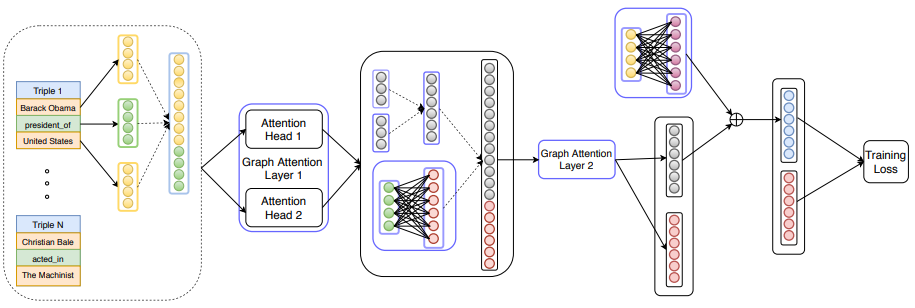 Triple 1
Barack Obama
president_of
United States
Triple N
Christian Bale
acted_in
The Machinist
Attention
Head 1
Graph Attention
Layer 1
Attention
Head 2
Graph Attention
Layer 2
Training
Loss